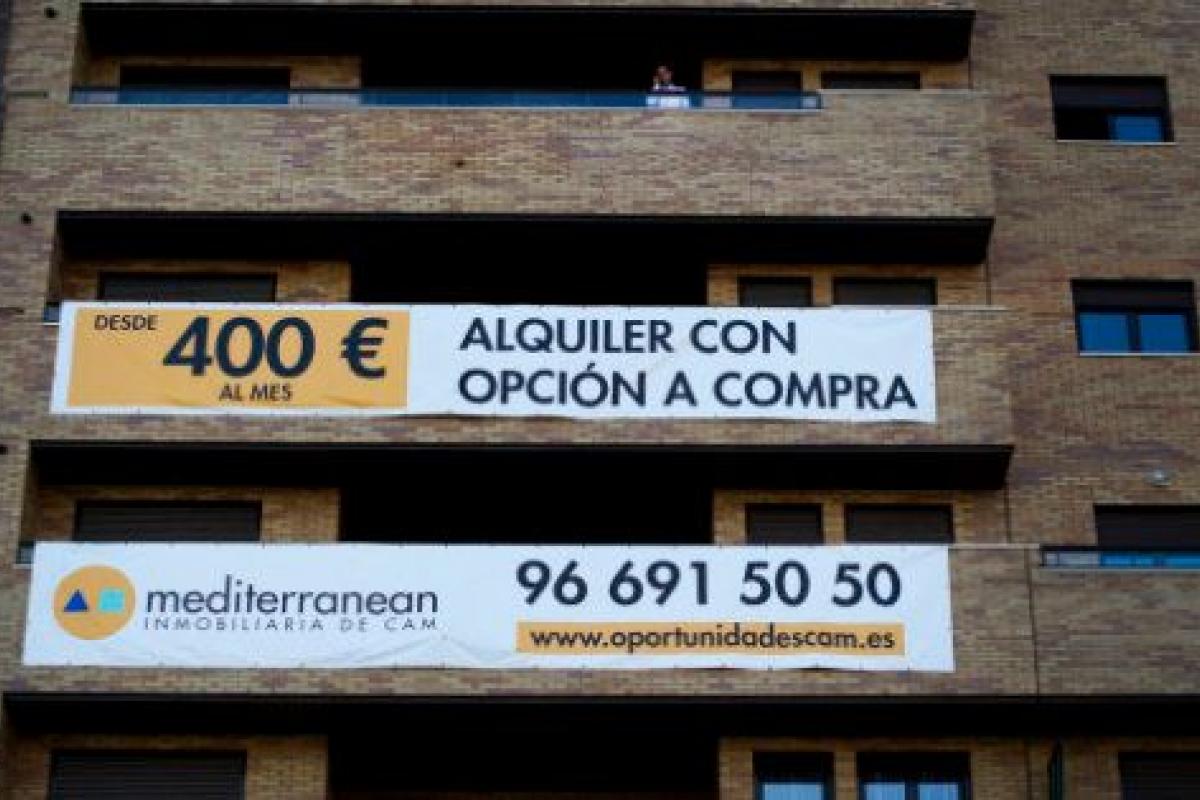 DESDE
400 €
AL MES
ALQUILER CON
OPCIÓN A COMPRA
mediterranean
INMOBILIARIA DE CAM
96 691 50 50
www.oportunidadescam.es